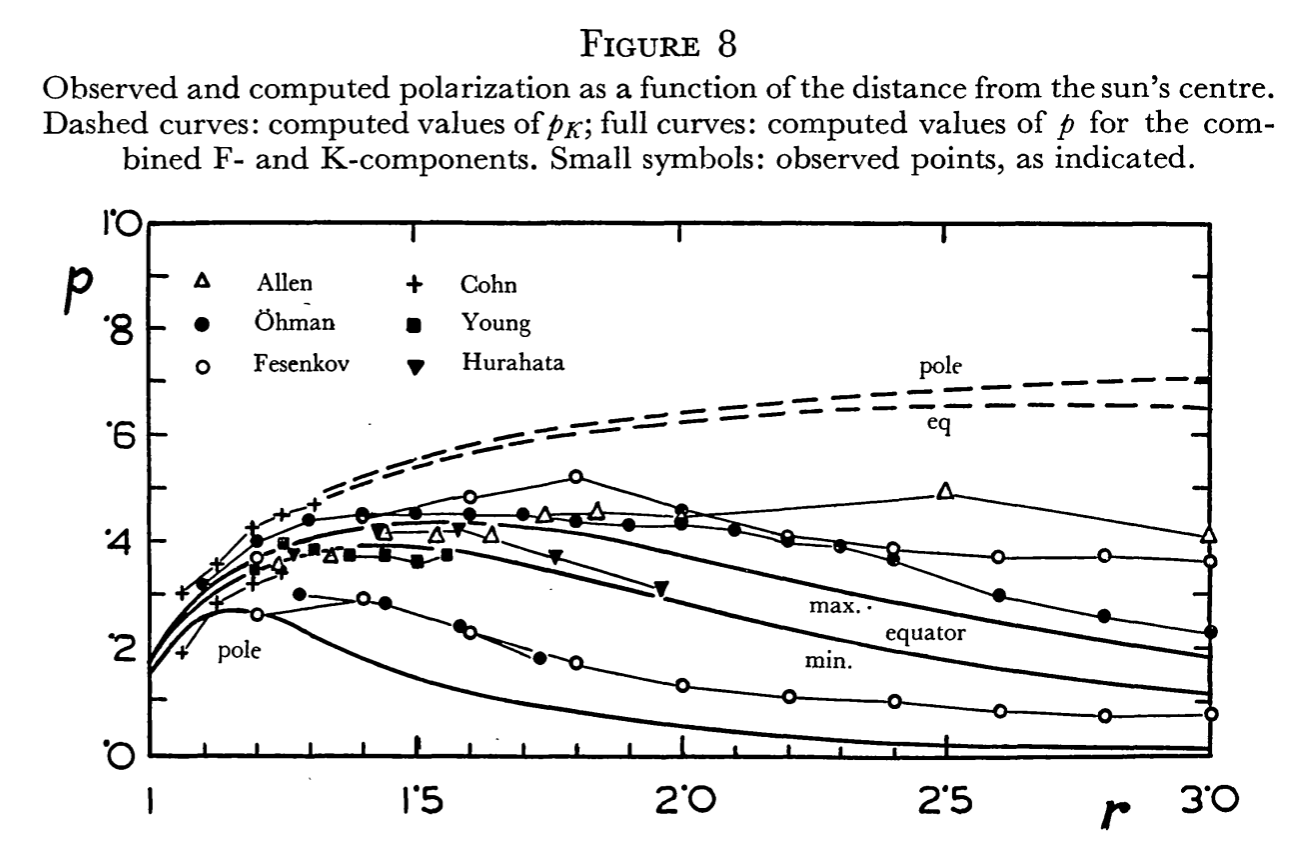 FIGURE 8
Observed and computed polarization as a function of the distance from the sun's centre.
Dashed curves: computed values of pK; full curves: computed values of p for the com-
bined F- and K-components. Small symbols: observed points, as indicated.
1·0
p
·8
·6
·4
·2
·0
Allen
Öhman
Fesenkov
Cohn
Young
Hurahata
pole
eq
max.
equator
min.
pole
1
1·5
2·0
2·5
3·0
r